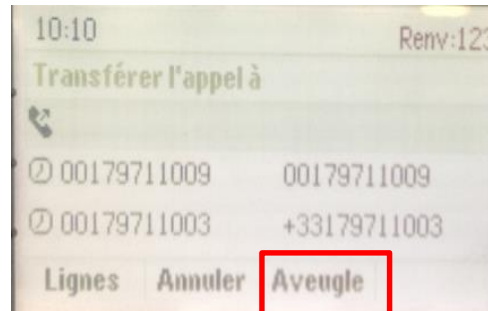 10:10 Renv:123
Transférer l'appel à
00179711009 00179711009
00179711003 +33179711003
Lignes Annuler Aveugle